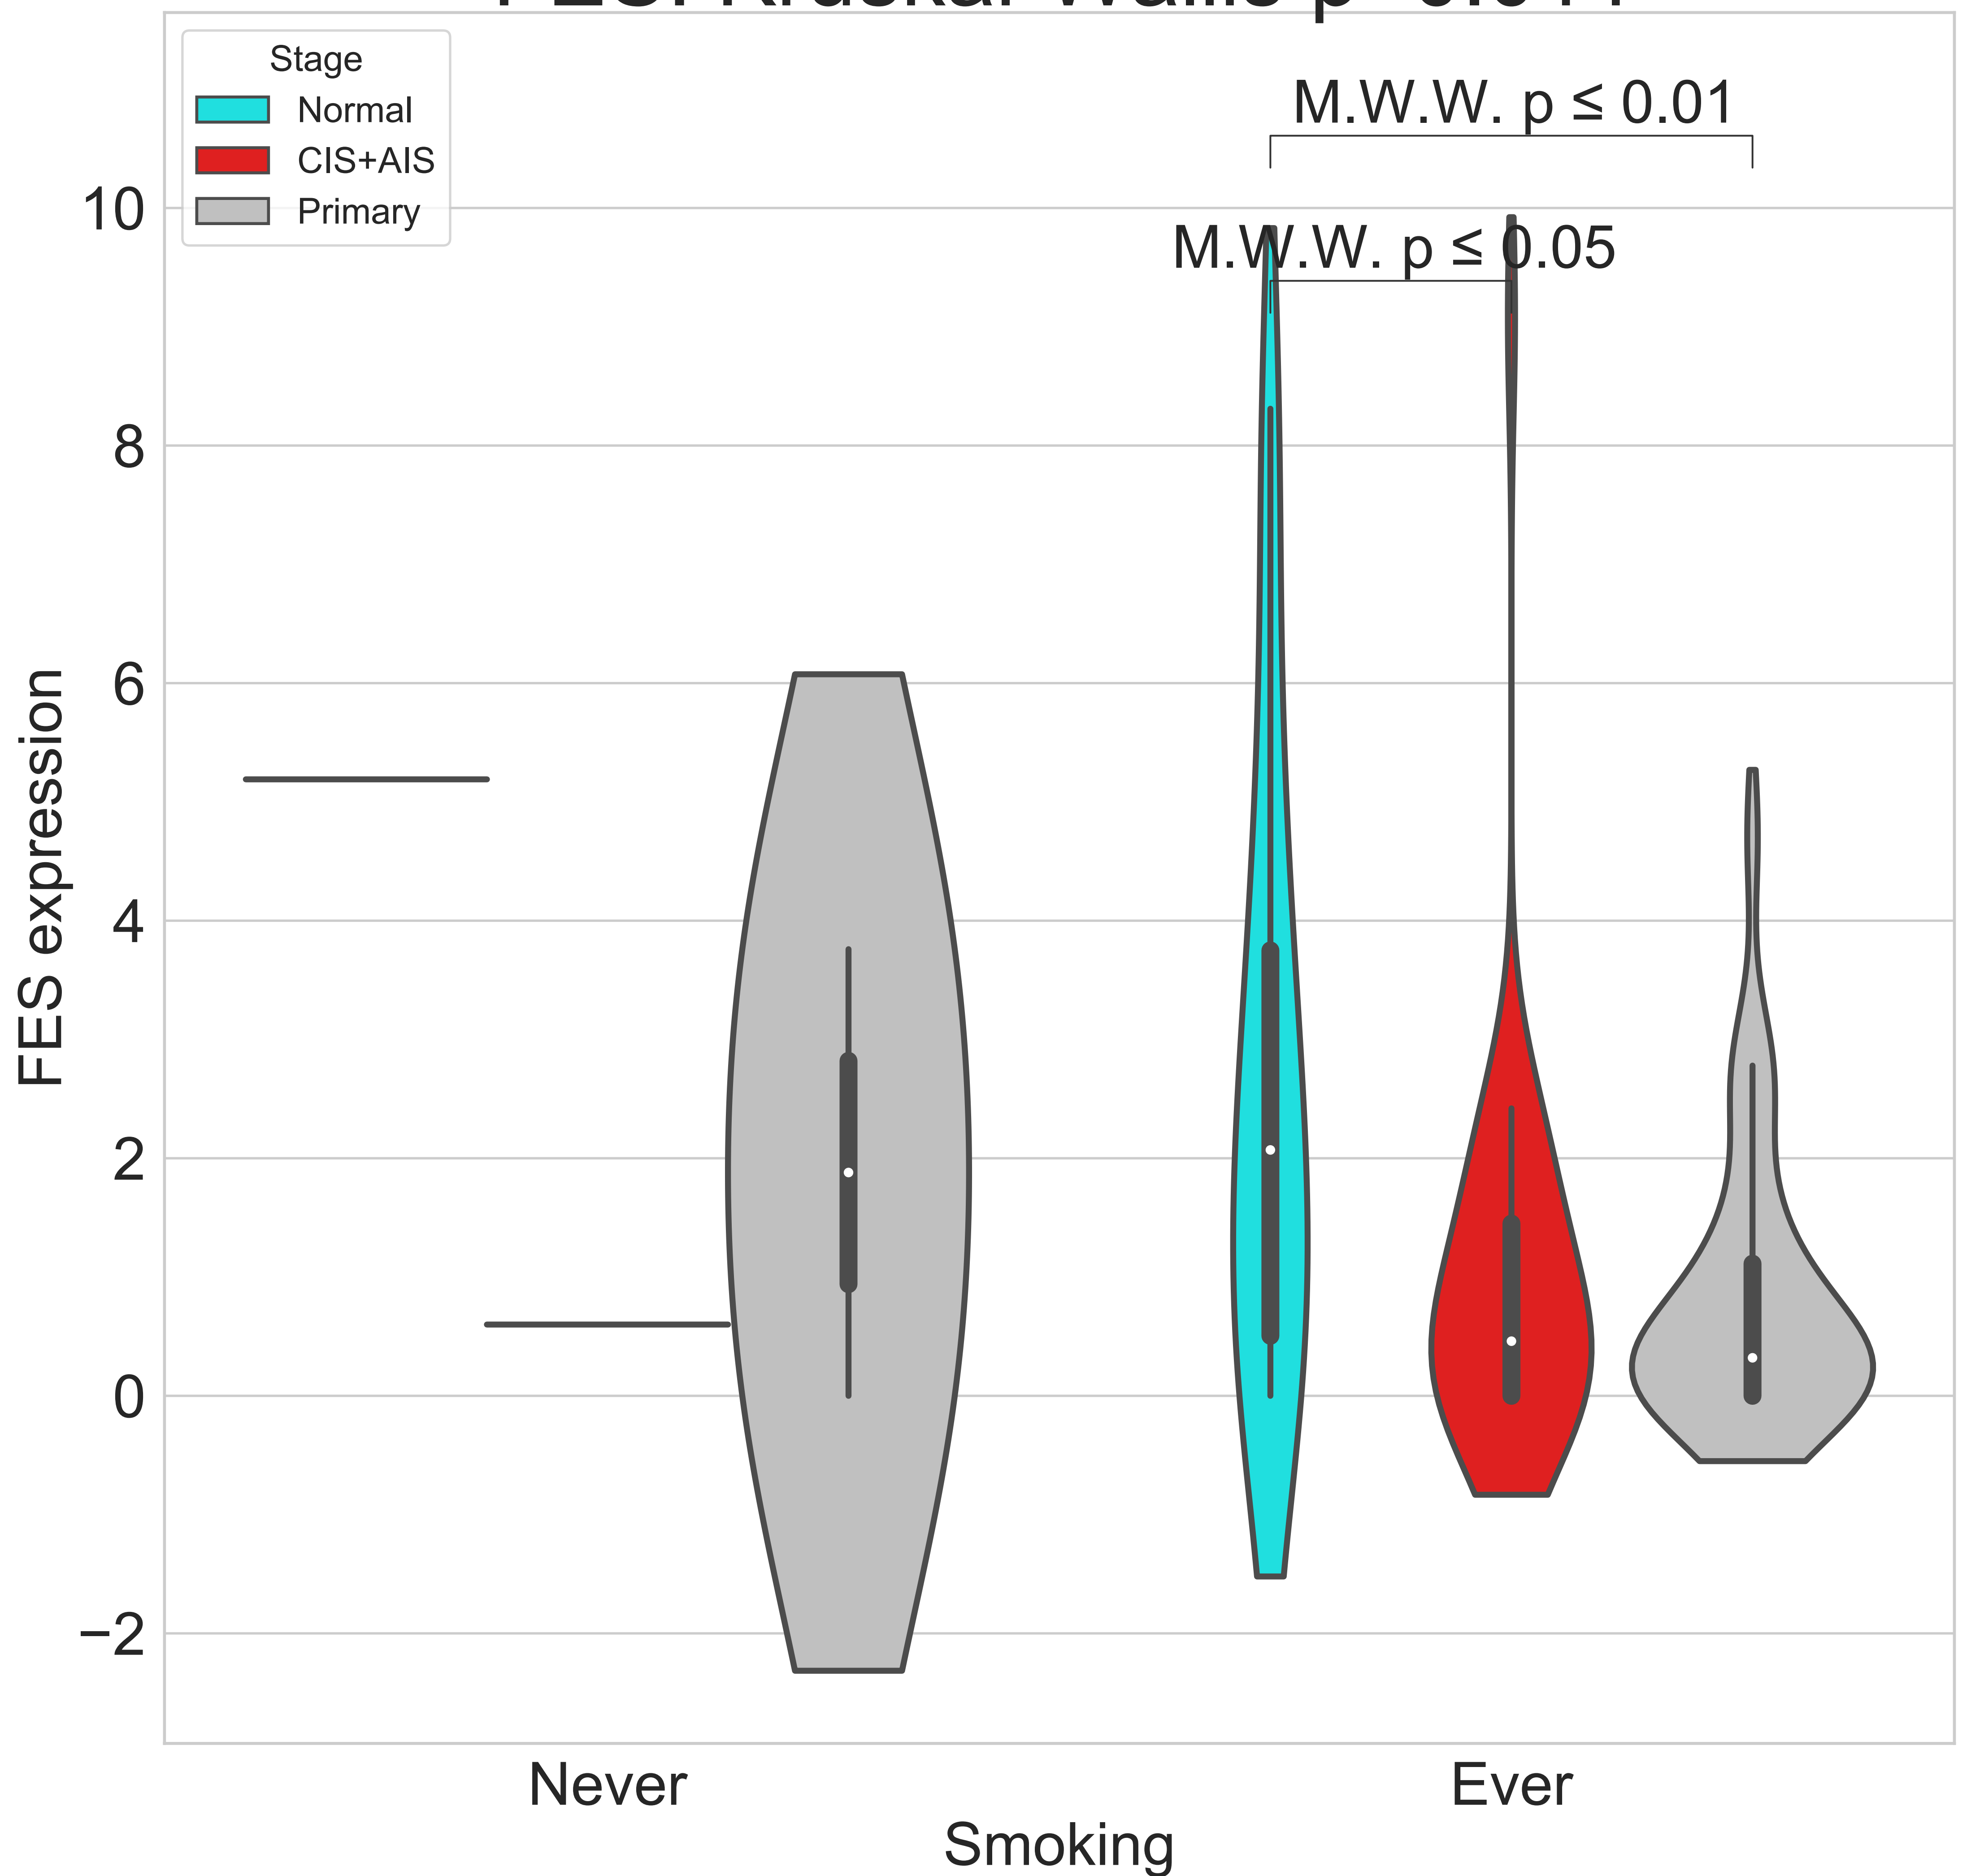 Stage
Normal
CIS+AIS
Primary
M.W.W. p ≤ 0.01
M.W.W. p ≤ 0.05
10
8
6
4
2
0
−2
FES expression
Never
Ever
Smoking